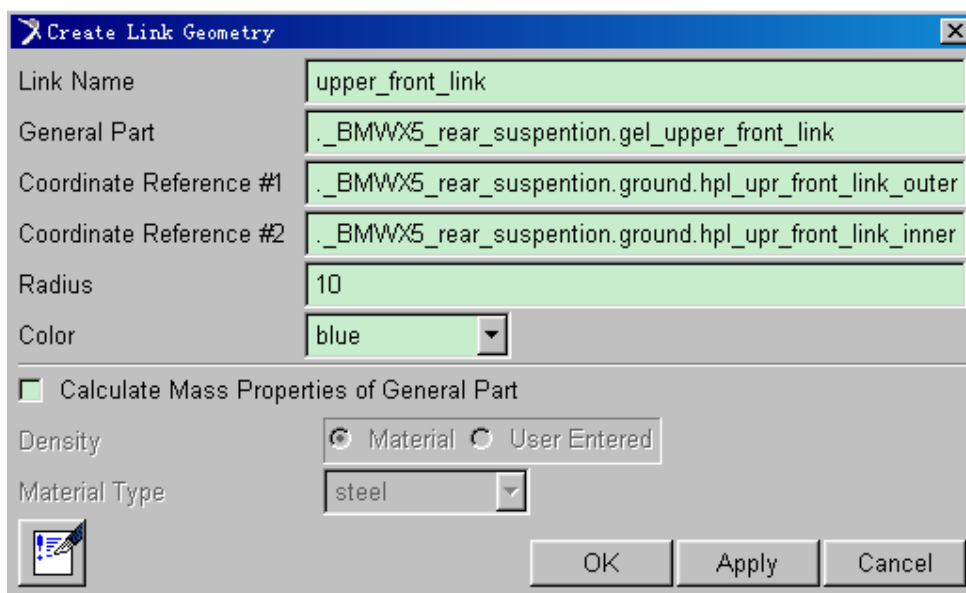 Create Link Geometry
Link Name upper_front_link
General Part ._BMWX5_rear_suspention.gel_upper_front_link
Coordinate Reference #1 ._BMWX5_rear_suspention.ground.hpl_upr_front_link_outer
Coordinate Reference #2 ._BMWX5_rear_suspention.ground.hpl_upr_front_link_inner
Radius 10
Color blue
Calculate Mass Properties of General Part
Density Material User Entered
Material Type steel
OK Apply Cancel